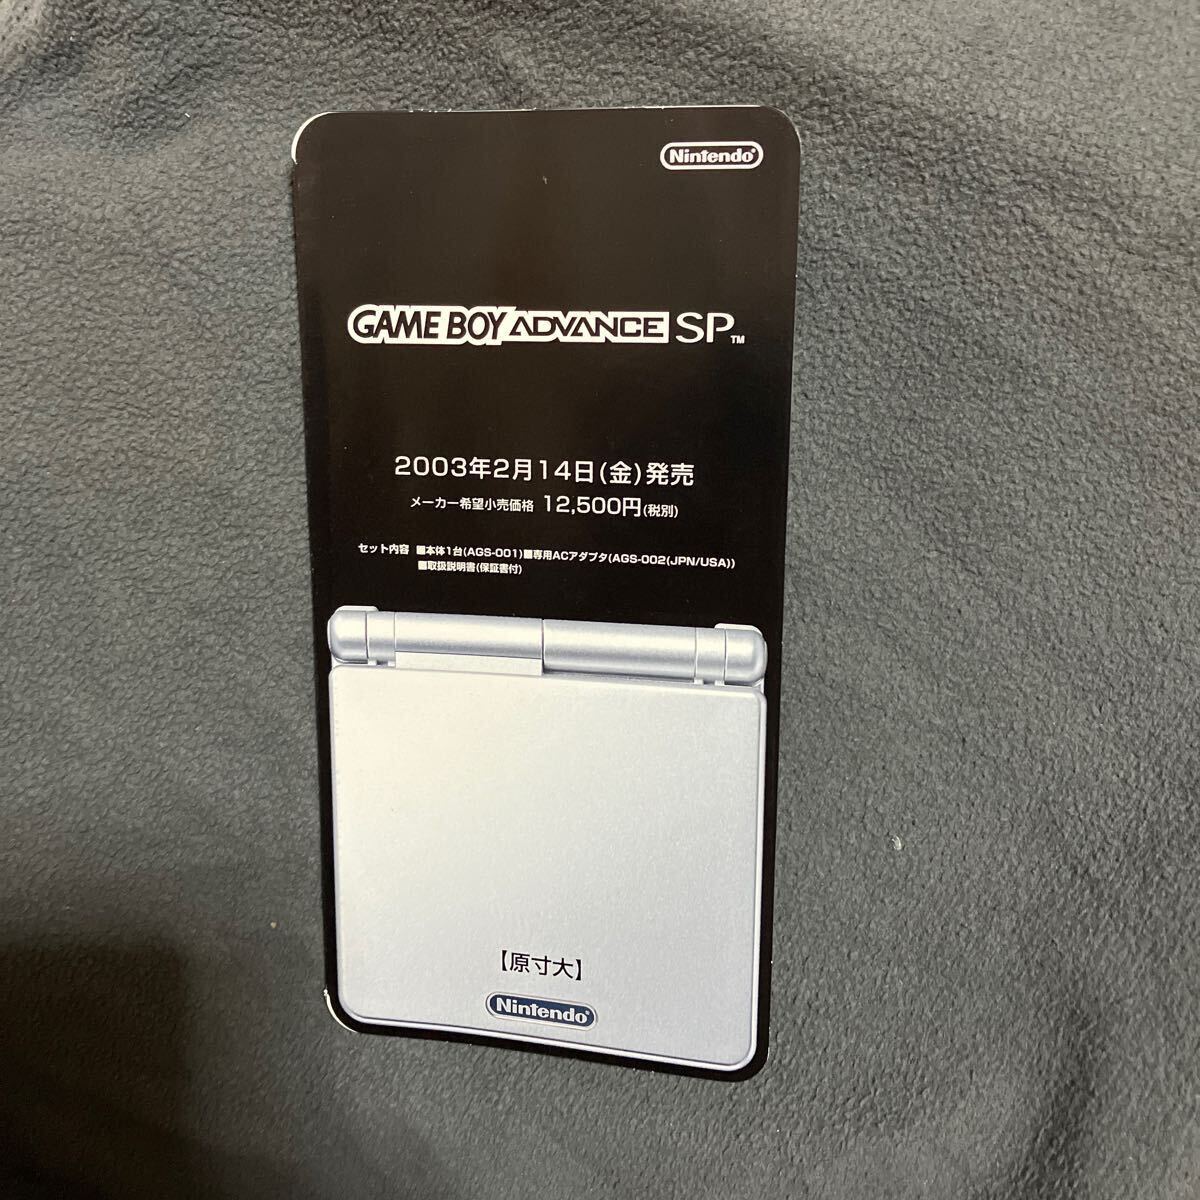 Nintendo
GAME BOY ADVANCE SP™
2003年2月14日(金)発売
メーカー希望小売価格 12,500円(税別)
セット内容 ■本体1台(AGS-001)■専用ACアダプタ(AGS-002(JPN/USA))
■取扱説明書(保証書付)
【原寸大】
Nintendo